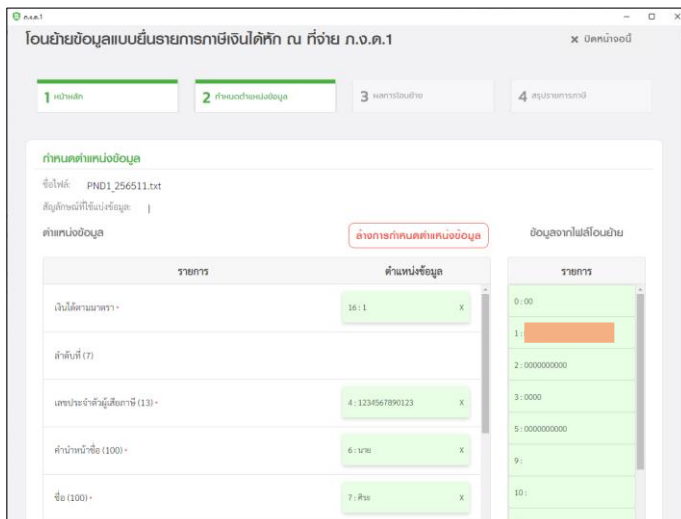 ภ.ง.ด.1
โอนย้ายข้อมูลแบบยื่นรายการภาษีเงินได้หัก ณ ที่จ่าย ภ.ง.ด.1
x ปิดหน้าจอนี้
1 หน้าหลัก
2 กำหนดตำแหน่งข้อมูล
3 ผลการโอนย้าย
4 สรุปรายการภาษี
กำหนดตำแหน่งข้อมูล
ชื่อไฟล์: PND1_256511.txt
สัญลักษณ์ที่ใช้แบ่งข้อมูล: |
ตำแหน่งข้อมูล
ล้างการกำหนดตำแหน่งข้อมูล
ข้อมูลจากไฟล์โอนย้าย
รายการ
ตำแหน่งข้อมูล
รายการ
เงินได้ตามมาตรา *
16 : 1 X
0 : 00
1 :
ลำดับที่ (7)
2 : 0000000000
เลขประจำตัวผู้เสียภาษี (13) *
4 : 1234567890123 X
3 : 0000
5 : 0000000000
คำนำหน้าชื่อ (100) *
6 : นาย X
9 :
ชื่อ (100) *
7 : ศิระ X
10 :